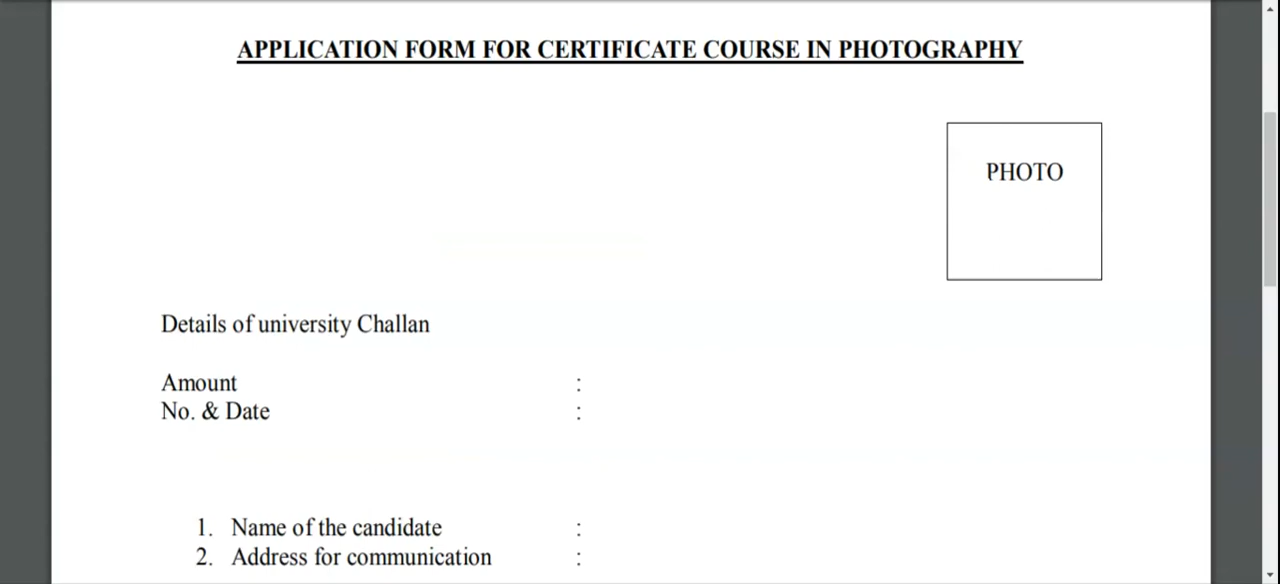 APPLICATION FORM FOR CERTIFICATE COURSE IN PHOTOGRAPHY
PHOTO
Details of university Challan
Amount :
No. & Date :
1. Name of the candidate :
2. Address for communication :